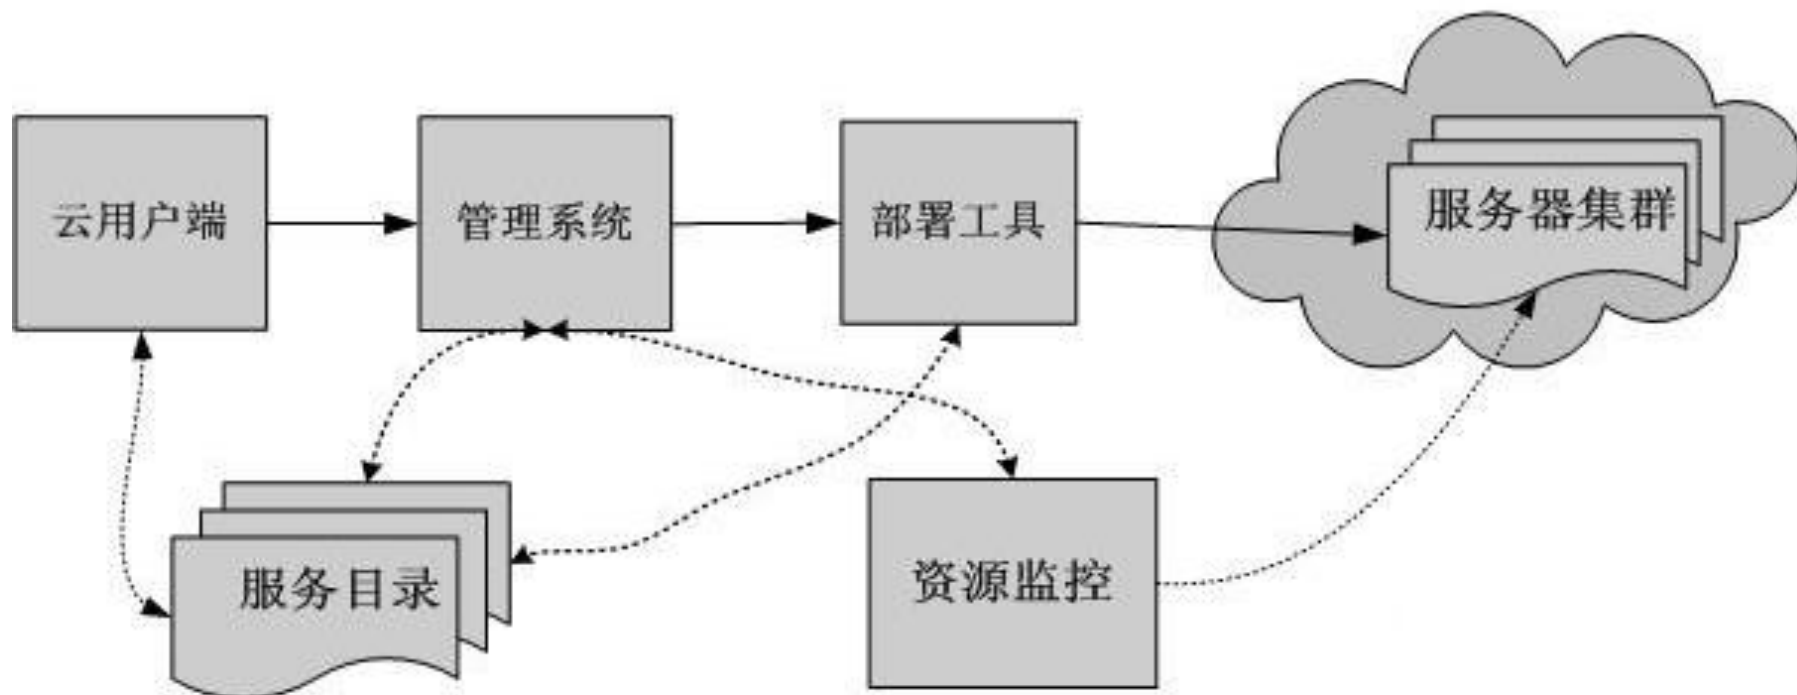 云用户端
管理系统
部署工具
服务器集群
服务目录
资源监控